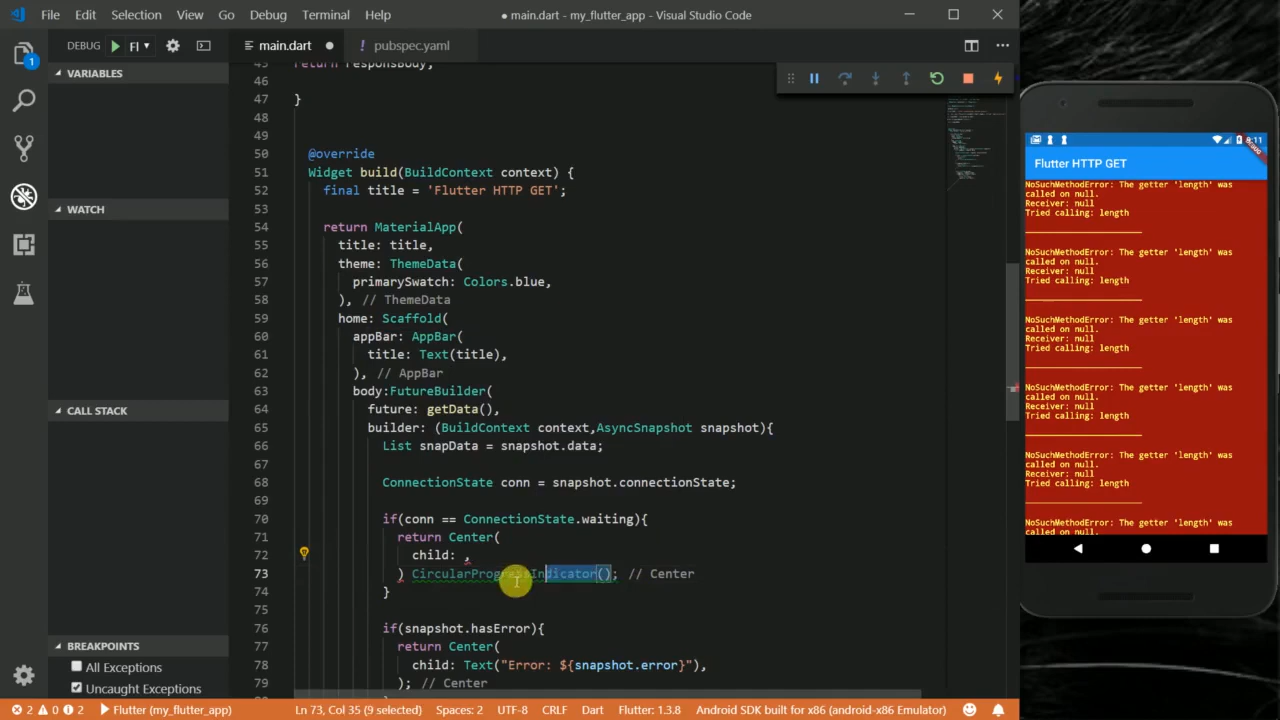 File Edit Selection View Go Debug Terminal Help
● main.dart - my_flutter_app - Visual Studio Code
1
DEBUG Fl
main.dart
! pubspec.yaml
VARIABLES
WATCH
CALL STACK
BREAKPOINTS
All Exceptions
Uncaught Exceptions
45 return responsBody;
46
47 }
48
49
50 @override
51 Widget build(BuildContext context) {
52 final title = 'Flutter HTTP GET';
53
54 return MaterialApp(
55 title: title,
56 theme: ThemeData(
57 primarySwatch: Colors.blue,
58 ), // ThemeData
59 home: Scaffold(
60 appBar: AppBar(
61 title: Text(title),
62 ), // AppBar
63 body:FutureBuilder(
64 future: getData(),
65 builder: (BuildContext context,AsyncSnapshot snapshot){
66 List snapData = snapshot.data;
67
68 ConnectionState conn = snapshot.connectionState;
69
70 if(conn == ConnectionState.waiting){
71 return Center(
72 child: ,
73 ) CircularProgressIndicator(); // Center
74 }
75
76 if(snapshot.hasError){
77 return Center(
78 child: Text("Error: ${snapshot.error}"),
79 ); // Center
8:11
Flutter HTTP GET
NoSuchMethodError: The getter 'length' was
called on null.
Receiver: null
Tried calling: length
NoSuchMethodError: The getter 'length' was
called on null.
Receiver: null
Tried calling: length
NoSuchMethodError: The getter 'length' was
called on null.
Receiver: null
Tried calling: length
NoSuchMethodError: The getter 'length' was
called on null.
Receiver: null
Tried calling: length
NoSuchMethodError: The getter 'length' was
called on null.
Receiver: null
Tried calling: length
NoSuchMethodError: The getter 'length' was
called on null.
2 0 2 Flutter (my_flutter_app) Ln 73, Col 35 (9 selected) Spaces: 2 UTF-8 CRLF Dart Flutter: 1.3.8 Android SDK built for x86 (android-x86 Emulator)